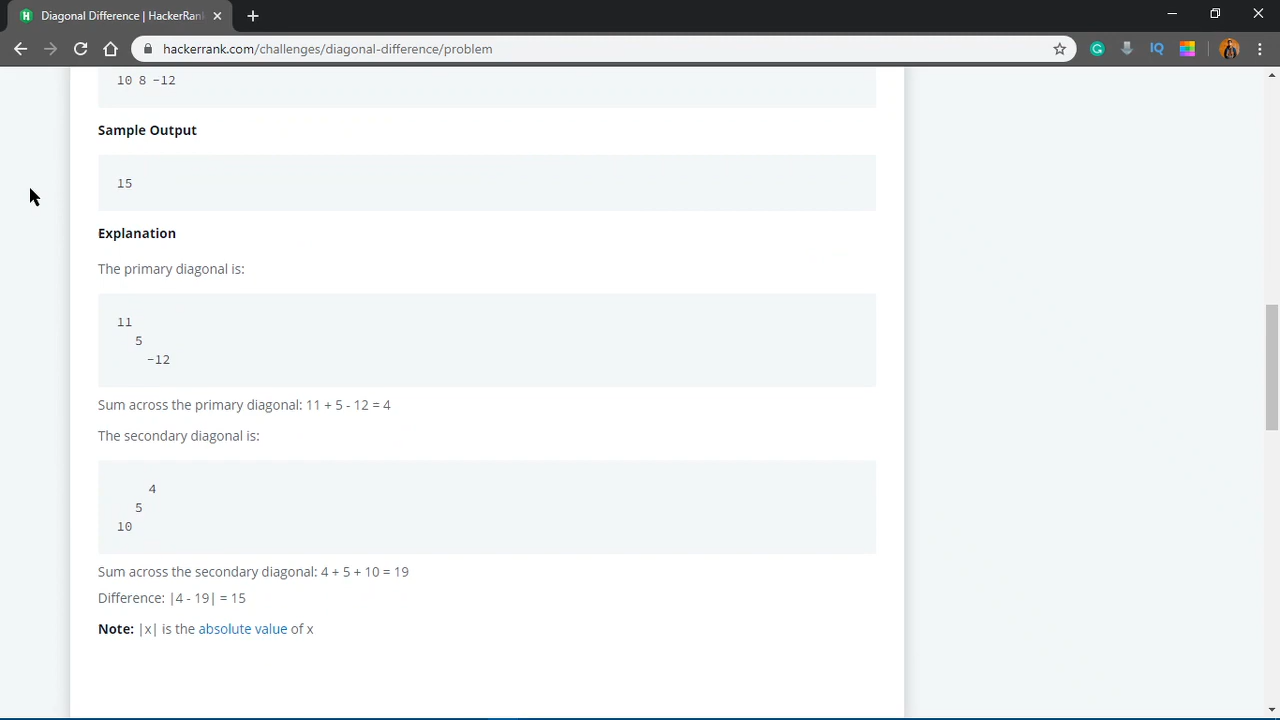 Diagonal Difference | HackerRan
hackerrank.com/challenges/diagonal-difference/problem
10 8 -12
Sample Output
15
Explanation
The primary diagonal is:
11
5
-12
Sum across the primary diagonal: 11 + 5 - 12 = 4
The secondary diagonal is:
4
5
10
Sum across the secondary diagonal: 4 + 5 + 10 = 19
Difference: |4 - 19| = 15
Note: |x| is the absolute value of x